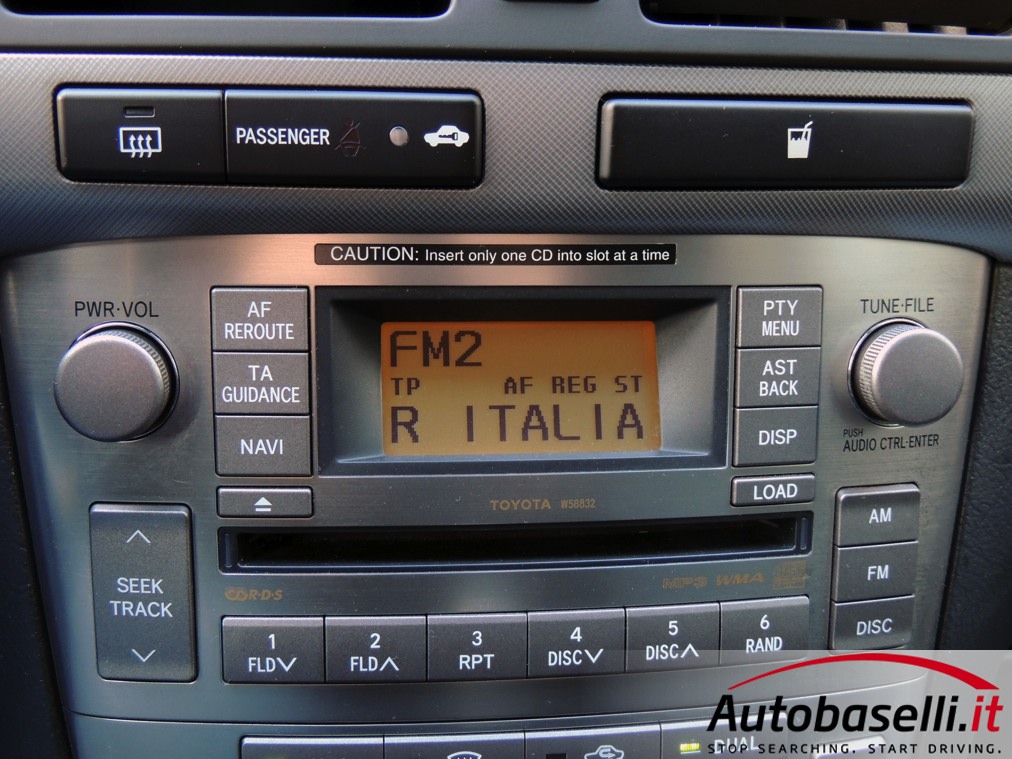 PASSENGER
CAUTION: Insert only one CD into slot at a time
PWR·VOL
AF
REROUTE
TA
GUIDANCE
NAVI
FM2
TP AF REG ST
R ITALIA
PTY
MENU
AST
BACK
DISP
TUNE·FILE
PUSH
AUDIO CTRL·ENTER
LOAD
TOYOTA W58832
SEEK
TRACK
AM
FM
DISC
MP3 WMA
C·D·R·D·S
1
FLD
2
FLD
3
RPT
4
DISC
5
DISC
6
RAND
DUAL
Autobaselli.it
STOP SEARCHING. START DRIVING.